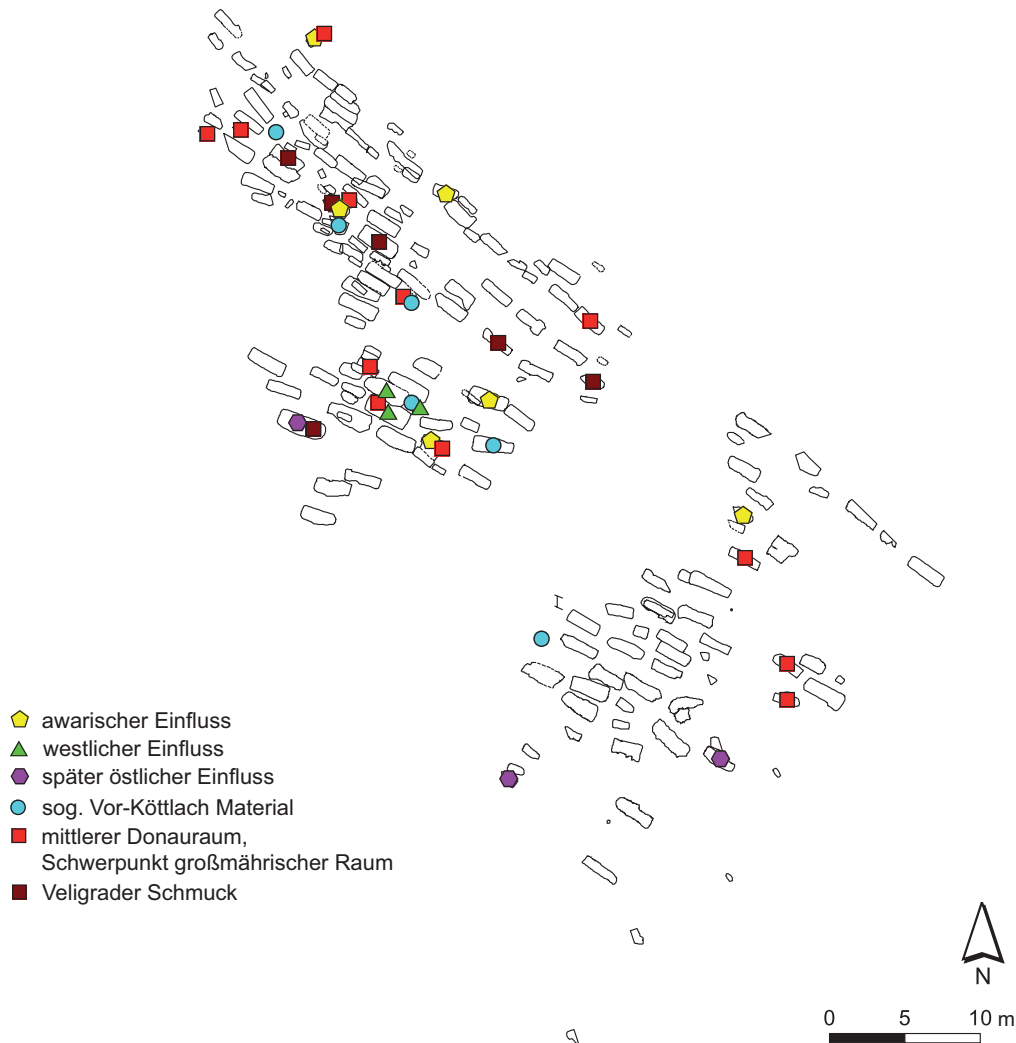 awarischer Einfluss
westlicher Einfluss
später östlicher Einfluss
sog. Vor-Köttlach Material
mittlerer Donauraum,
Schwerpunkt großmährischer Raum
Veligrader Schmuck
N
0 5 10 m